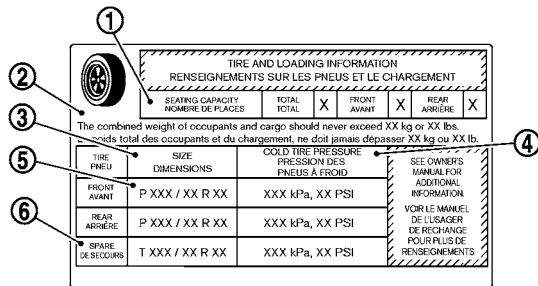 1
TIRE AND LOADING INFORMATION
RENSEIGNEMENTS SUR LES PNEUS ET LE CHARGEMENT
2
SEATING CAPACITY
NOMBRE DE PLACES
TOTAL
TOTAL
X
FRONT
AVANT
X
REAR
ARRIÈRE
X
3
The combined weight of occupants and cargo should never exceed XX kg or XX lbs.
poids total des occupants et du chargement, ne doit jamais dépasser XX kg ou XX lb.
4
TIRE
PNEU
SIZE
DIMENSIONS
COLD TIRE PRESSURE
PRESSION DES
PNEUS À FROID
SEE OWNER'S
MANUAL FOR
ADDITIONAL
INFORMATION.
VOIR LE MANUEL
DE L'USAGER
DE RECHANGE
POUR PLUS DE
RENSEIGNEMENTS
5
FRONT
AVANT
P XXX / XX R XX
XXX kPa, XX PSI
REAR
ARRIÈRE
P XXX / XX R XX
XXX kPa, XX PSI
6
SPARE
DE SECOURS
T XXX / XX R XX
XXX kPa, XX PSI